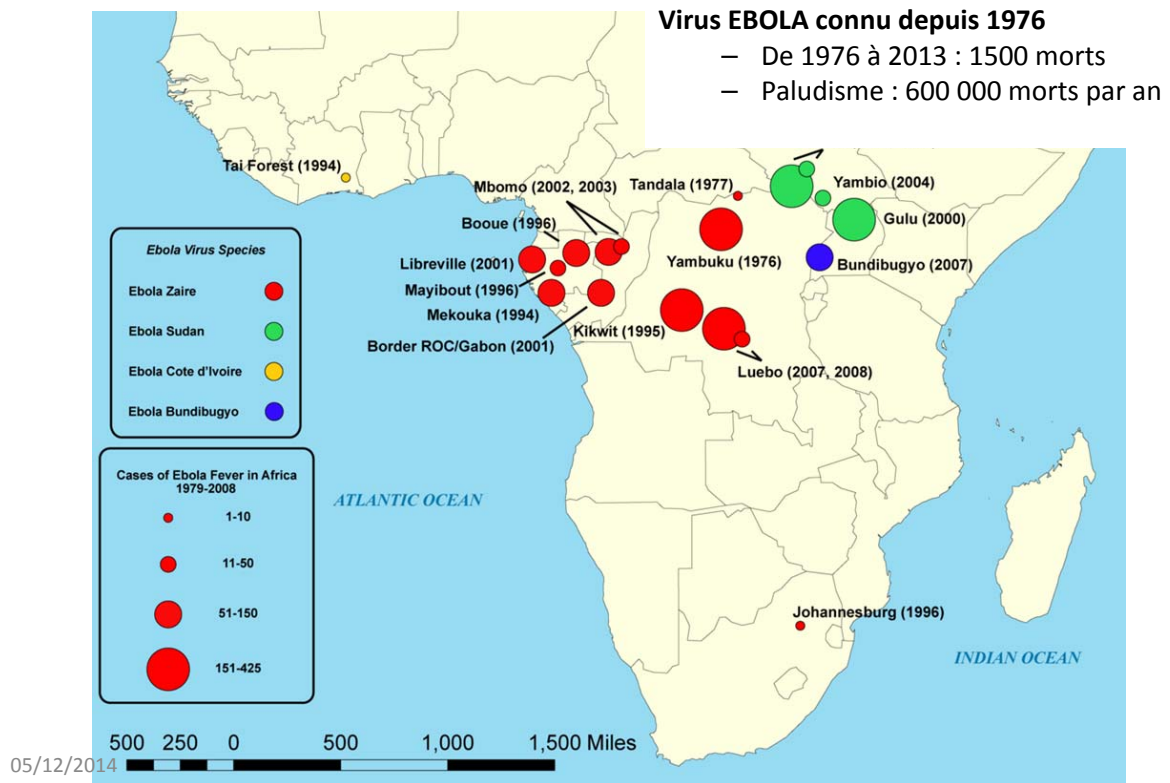 Virus EBOLA connu depuis 1976
– De 1976 à 2013 : 1500 morts
– Paludisme : 600 000 morts par an
Tai Forest (1994)
Mbomo (2002, 2003)
Tandala (1977)
Yambio (2004)
Booue (1996)
Gulu (2000)
Libreville (2001)
Yambuku (1976)
Bundibugyo (2007)
Mayibout (1996)
Mekouka (1994)
Kikwit (1995)
Border ROC/Gabon (2001)
Luebo (2007, 2008)
Ebola Virus Species
Ebola Zaire
Ebola Sudan
Ebola Cote d'Ivoire
Ebola Bundibugyo
Cases of Ebola Fever in Africa
1979-2008
1-10
11-50
51-150
151-425
ATLANTIC OCEAN
Johannesburg (1996)
INDIAN OCEAN
500 250 0 500 1,000 1,500 Miles
05/12/2014